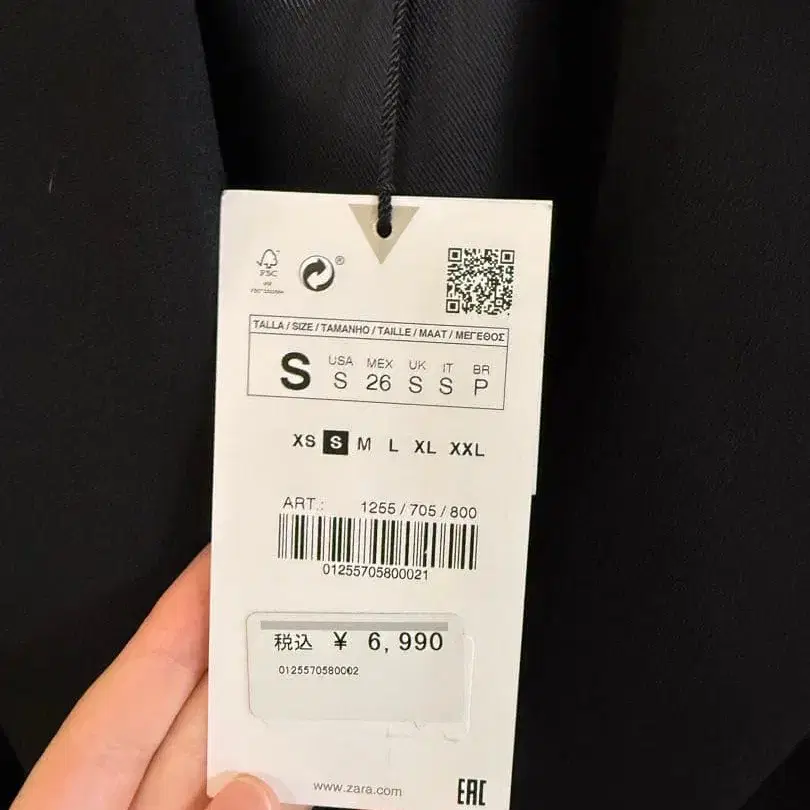 FSC
®
TALLA / SIZE / TAMANHO / TAILLE / MAAT / ΜΕΓΕΘΟΣ
S USA MEX UK IT BR
S 26 S S P
XS S M L XL XXL
ART.: 1255 / 705 / 800
01255705800021
税込 ¥ 6,990
0125570580002
www.zara.com
EAC